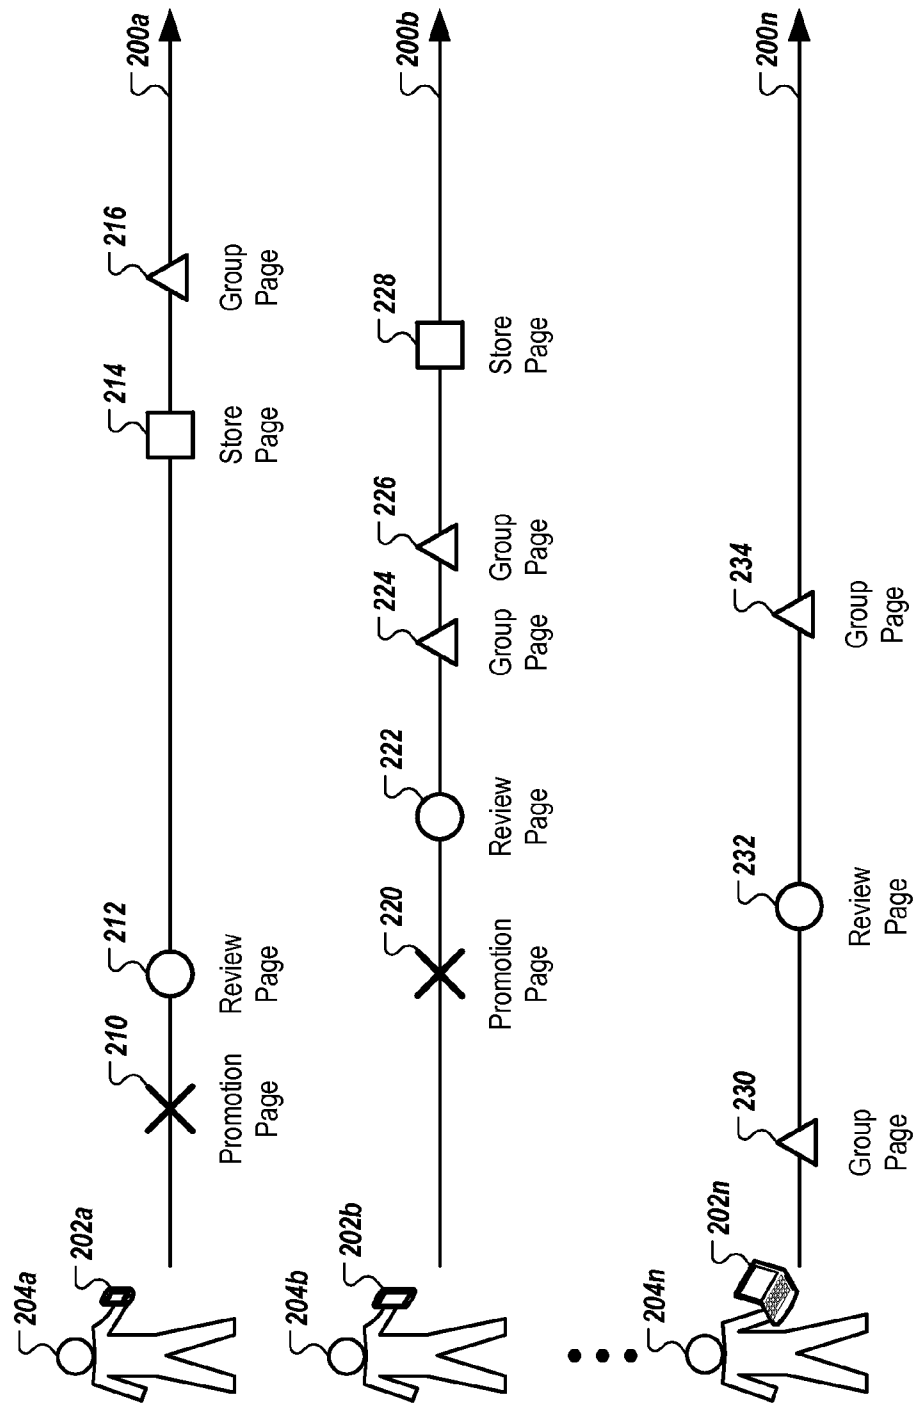 204a
202a
210
Promotion
Page
212
Review
Page
214
Store
Page
216
Group
Page
200a
204b
202b
220
Promotion
Page
222
Review
Page
224
Group
Page
226
Group
Page
228
Store
Page
200b
204n
202n
230
Group
Page
232
Review
Page
234
Group
Page
200n